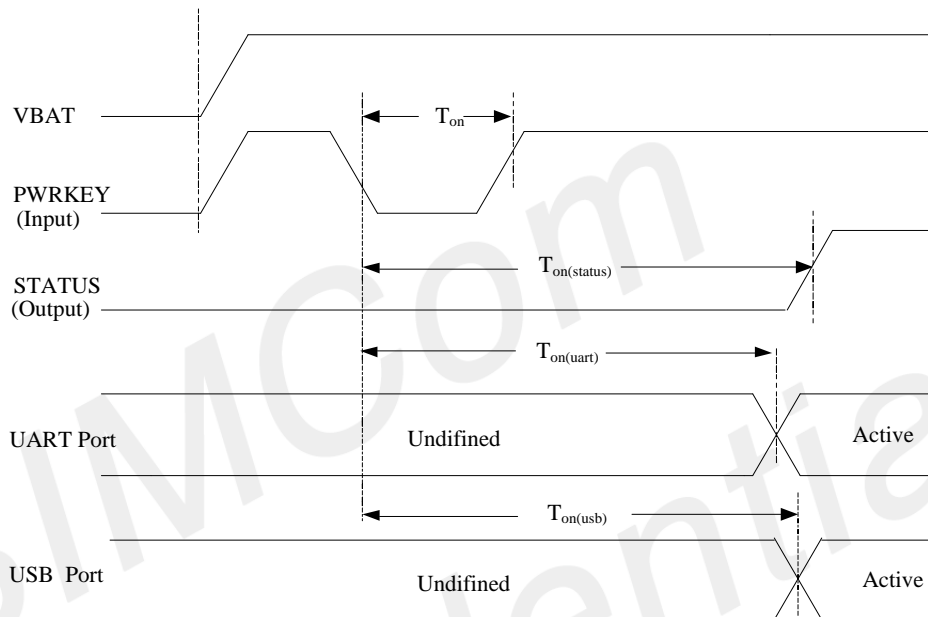 VBAT
Ton
PWRKEY
(Input)
Ton(status)
STATUS
(Output)
Ton(uart)
UART Port
Undifined
Active
Ton(usb)
USB Port
Undifined
Active
SIMCom